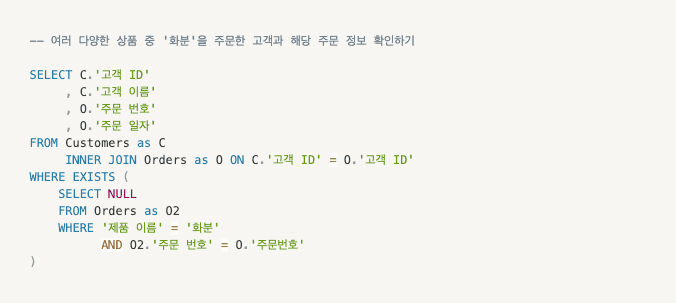 -- 여러 다양한 상품 중 '화분'을 주문한 고객과 해당 주문 정보 확인하기
SELECT C.'고객 ID'
, C.'고객 이름'
, O.'주문 번호'
, O.'주문 일자'
FROM Customers as C
INNER JOIN Orders as O ON C.'고객 ID' = O.'고객 ID'
WHERE EXISTS (
SELECT NULL
FROM Orders as O2
WHERE '제품 이름' = '화분'
AND O2.'주문 번호' = O.'주문번호'
)